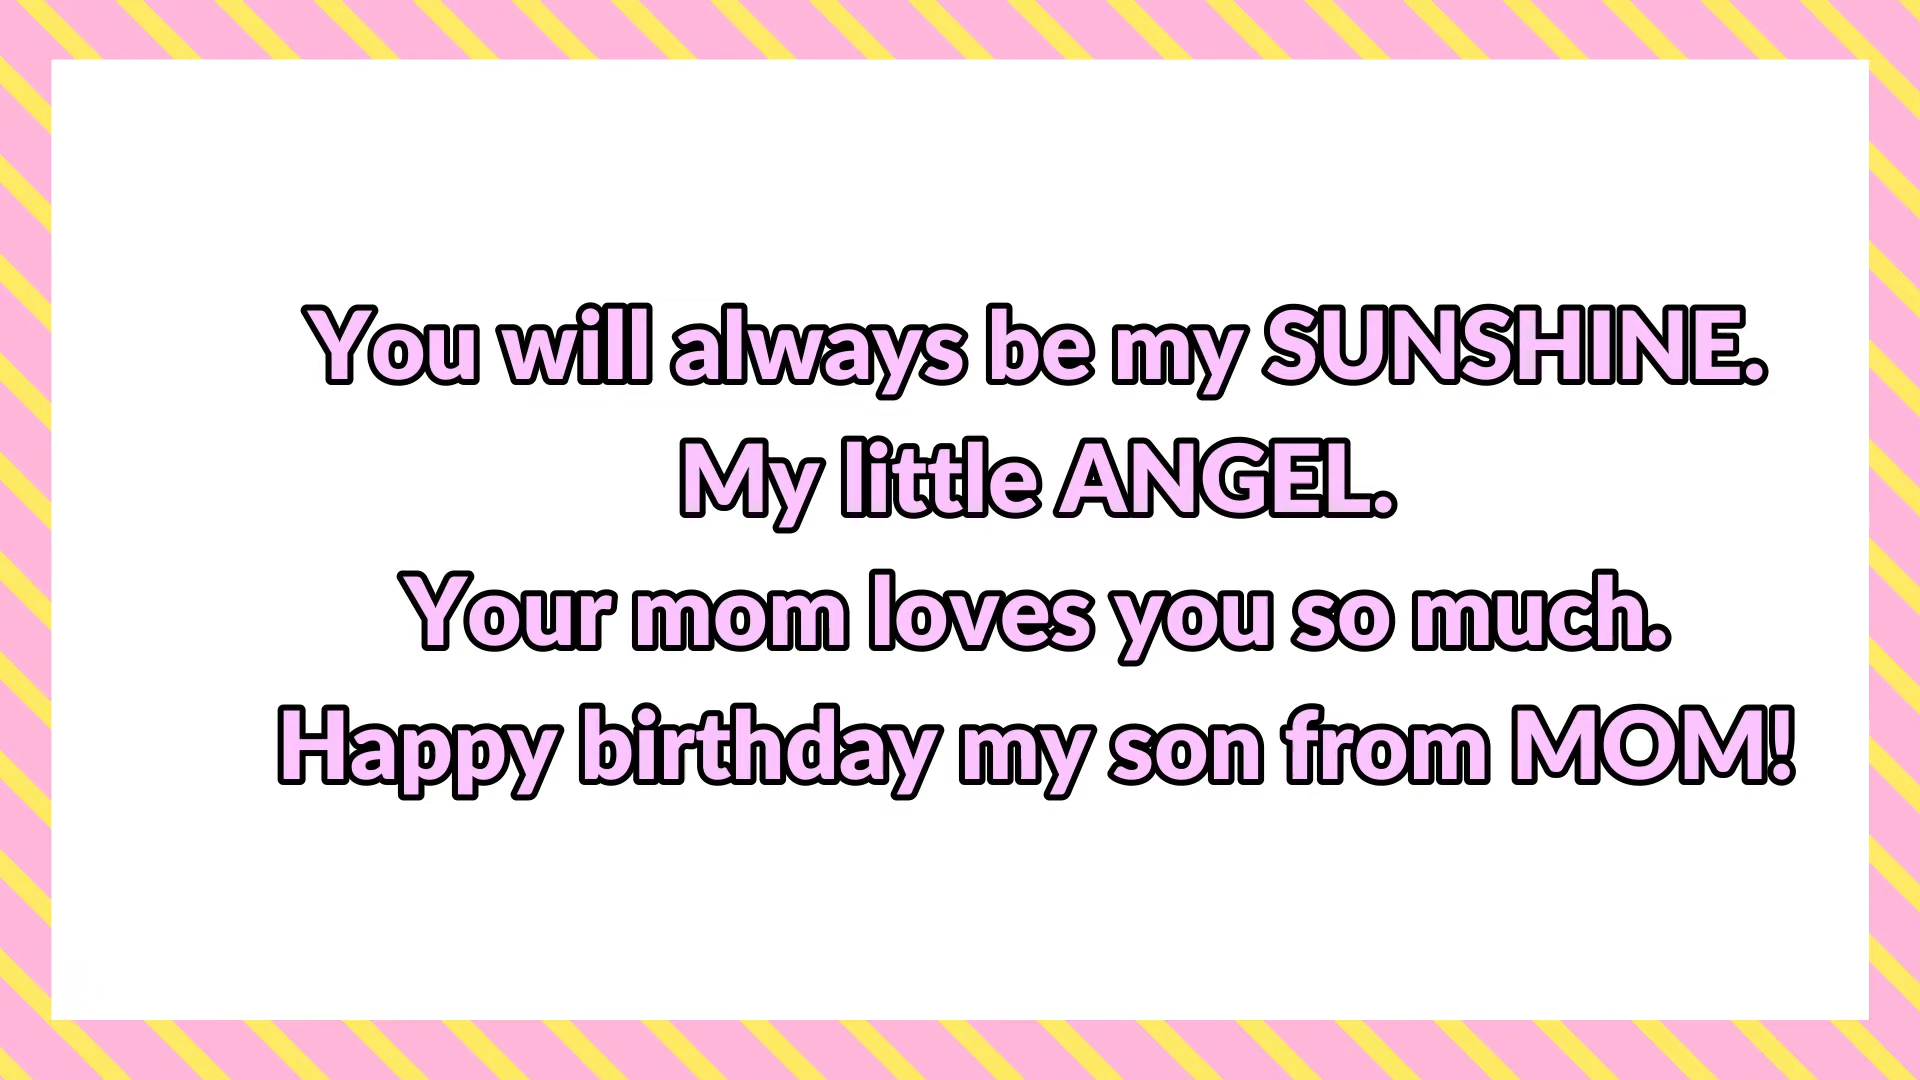 You will always be my SUNSHINE.
My little ANGEL.
Your mom loves you so much.
Happy birthday my son from MOM!